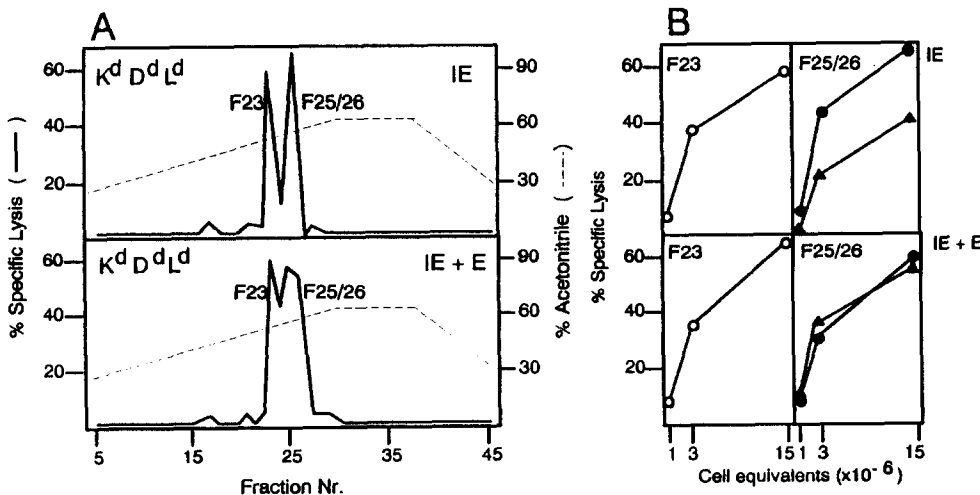 A
B
K^d D^d L^d
IE
F23
F25/26
60
40
20
90
60
30
K^d D^d L^d
IE + E
F23
F25/26
60
40
20
90
60
30
5
15
25
35
45
% Specific Lysis (—)
% Acetonitrile (---)
Fraction Nr.
F23
F25/26
IE
60
40
20
F23
F25/26
IE + E
60
40
20
1
3
15
1
3
15
% Specific Lysis
Cell equivalents (x10^-6)